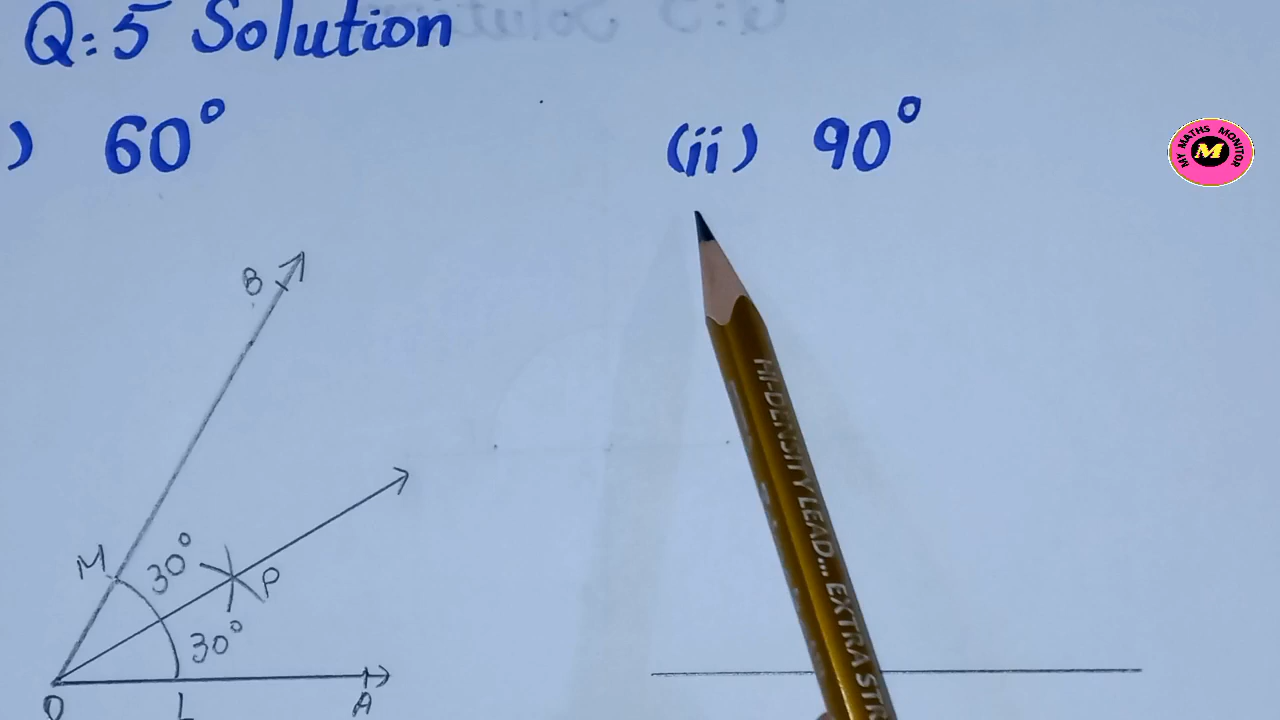 Q:5 Solution
) 60°
(ii) 90°
MY MATHS MONITOR
M
B
M
30°
P
30°
O
L
A
HI-DENSITY LEAD... EXTRA STR